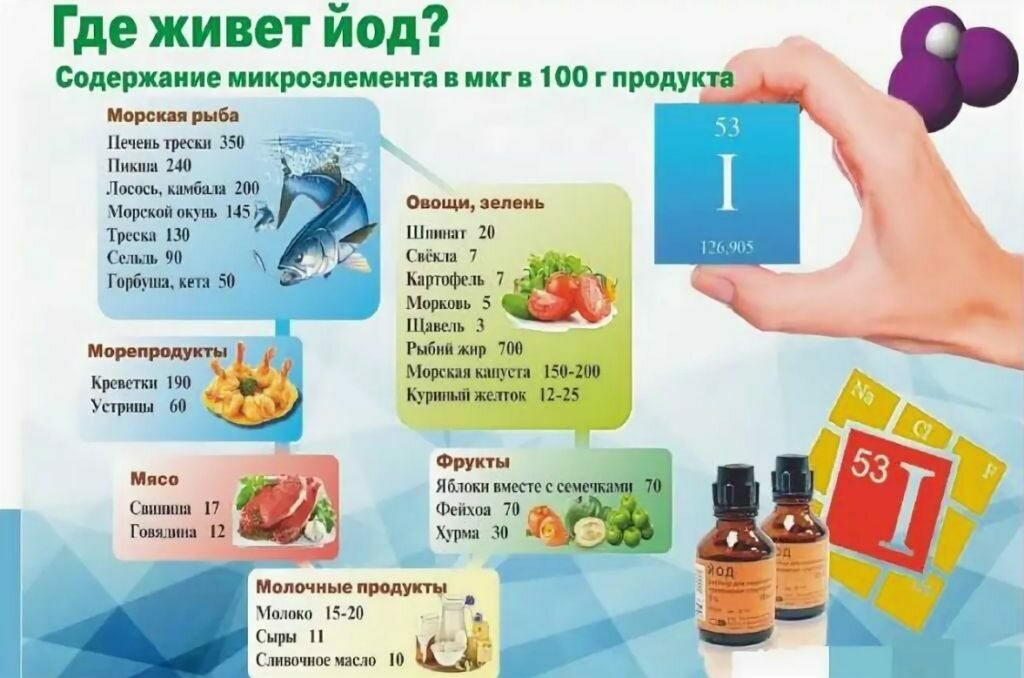 Где живет йод?
Содержание микроэлемента в мкг в 100 г продукта
Морская рыба
Печень трески 350
Пикша 240
Лосось, камбала 200
Морской окунь 145
Треска 130
Сельдь 90
Горбуша, кета 50
Морепродукты
Креветки 190
Устрицы 60
Мясо
Свинина 17
Говядина 12
Овощи, зелень
Шпинат 20
Свёкла 7
Картофель 7
Морковь 5
Щавель 3
Рыбий жир 700
Морская капуста 150-200
Куриный желток 12-25
Фрукты
Яблоки вместе с семечками 70
Фейхоа 70
Хурма 30
Молочные продукты
Молоко 15-20
Сыры 11
Сливочное масло 10
53
I
126,905
Na
Cl
F
53
I
ЙОД
ЙОД